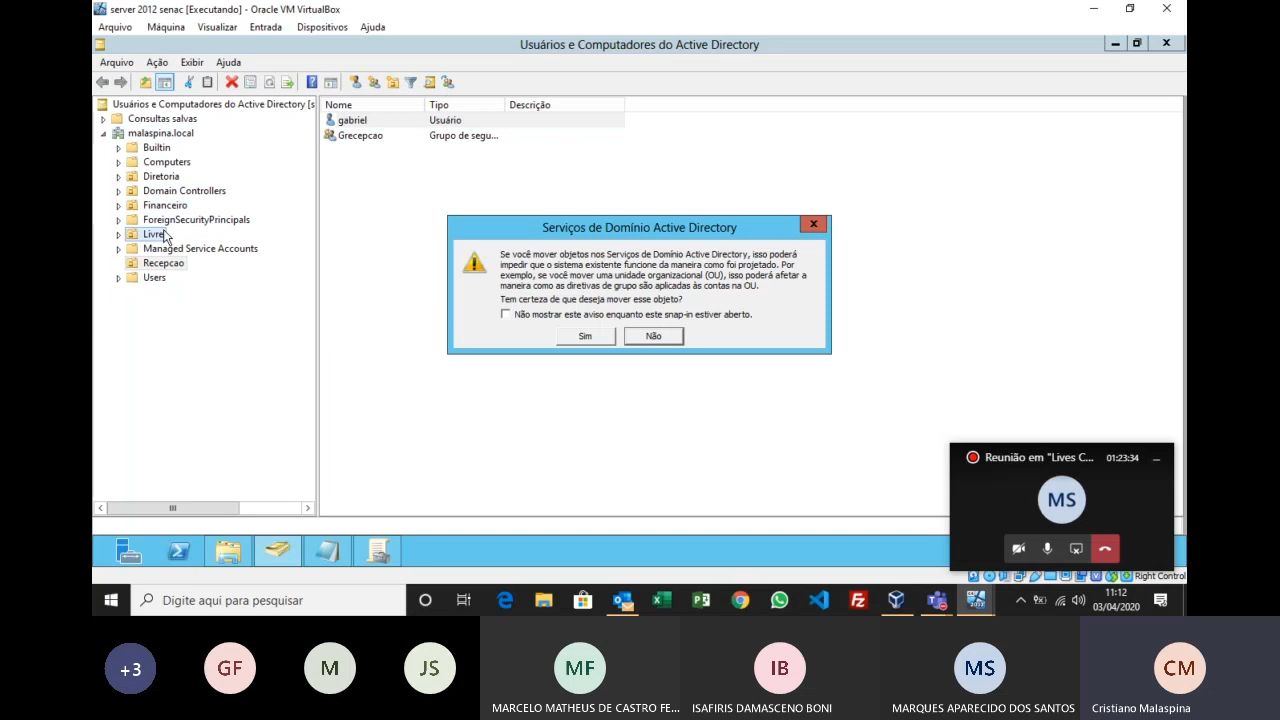 server 2012 senac [Executando] - Oracle VM VirtualBox
Arquivo Máquina Visualizar Entrada Dispositivos Ajuda
Usuários e Computadores do Active Directory
Arquivo Ação Exibir Ajuda
Usuários e Computadores do Active Directory [s
Consultas salvas
malaspina.local
Builtin
Computers
Diretoria
Domain Controllers
Financeiro
ForeignSecurityPrincipals
Livre
Managed Service Accounts
Recepcao
Users
Nome Tipo Descrição
gabriel Usuário
Grecepcao Grupo de segu...
Serviços de Domínio Active Directory
Se você mover objetos nos Serviços de Domínio Active Directory, isso poderá
impedir que o sistema existente funcione da maneira como foi projetado. Por
exemplo, se você mover uma unidade organizacional (OU), isso poderá afetar a
maneira como as diretivas de grupo são aplicadas às contas na OU.
Tem certeza de que deseja mover esse objeto?
Não mostrar este aviso enquanto este snap-in estiver aberto.
Sim Não
Reunião em "Lives C... 01:23:34
MS
Right Control
Digite aqui para pesquisar
11:12
03/04/2020
+3 GF M JS MF IB MS CM
MARCELO MATHEUS DE CASTRO FE... ISAFIRIS DAMASCENO BONI MARQUES APARECIDO DOS SANTOS Cristiano Malaspina